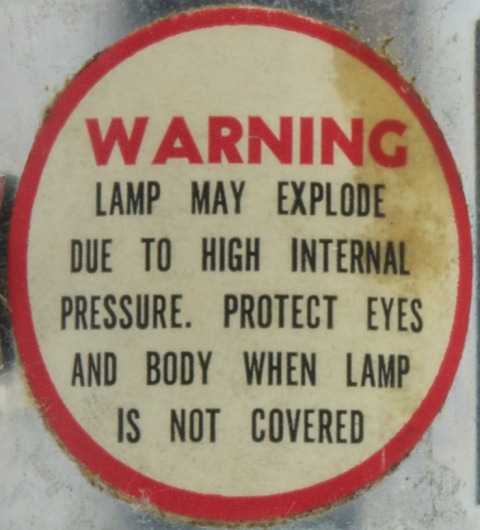 WARNING
LAMP MAY EXPLODE
DUE TO HIGH INTERNAL
PRESSURE. PROTECT EYES
AND BODY WHEN LAMP
IS NOT COVERED